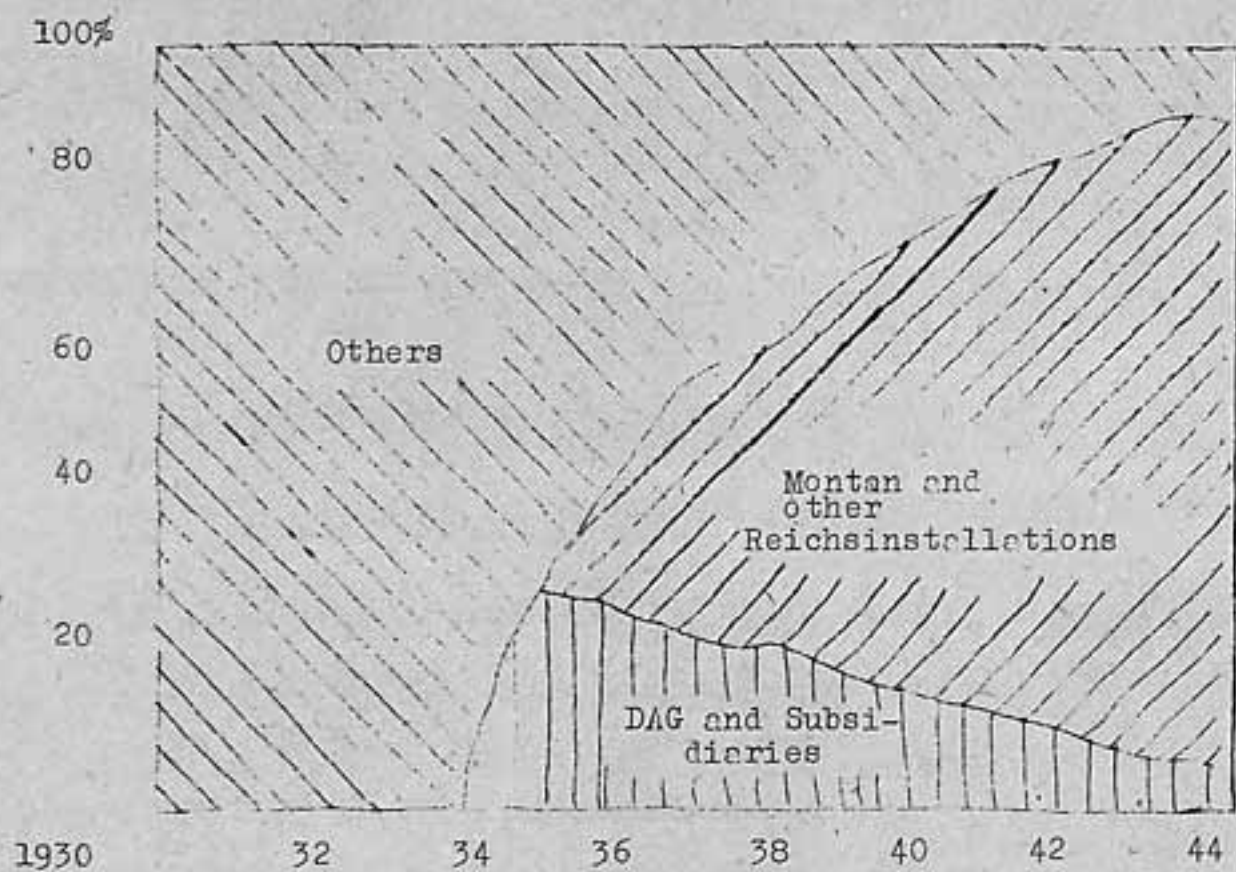 100%
80
60
Others
40
Montan and
other
Reichsinstallations
20
DAG and Subsi-
diaries
1930 32 34 36 38 40 42 44